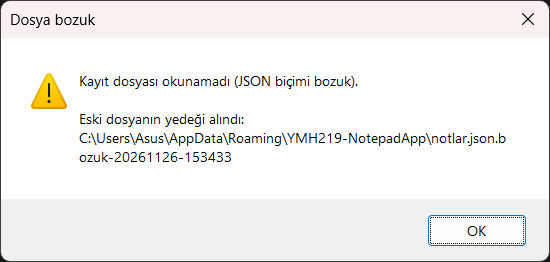 Dosya bozuk
Kayıt dosyası okunamadı (JSON biçimi bozuk).
Eski dosyanın yedeği alındı:
C:\Users\Asus\AppData\Roaming\YMH219-NotepadApp\notlar.json.b
ozuk-20261126-153433
OK